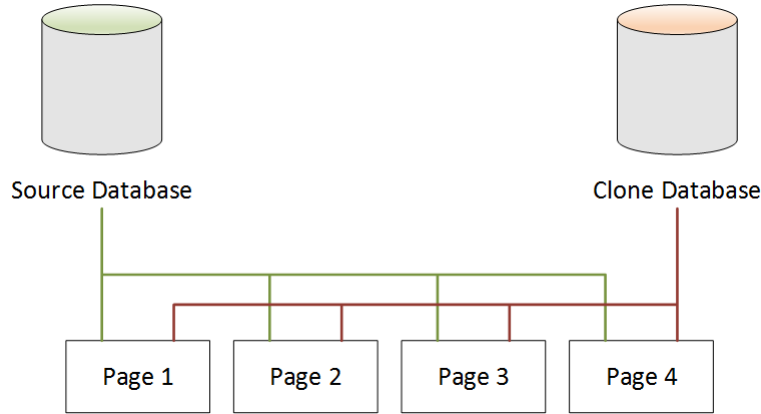 Source Database
Clone Database
Page 1
Page 2
Page 3
Page 4